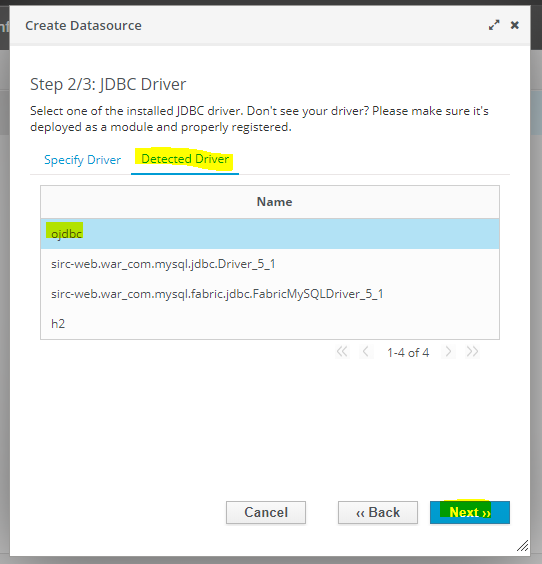 Create Datasource
Step 2/3: JDBC Driver
Select one of the installed JDBC driver. Don't see your driver? Please make sure it's
deployed as a module and properly registered.
Specify Driver Detected Driver
Name
ojdbc
sirc-web.war_com.mysql.jdbc.Driver_5_1
sirc-web.war_com.mysql.fabric.jdbc.FabricMySQLDriver_5_1
h2
1-4 of 4
Cancel ‹‹ Back Next ››